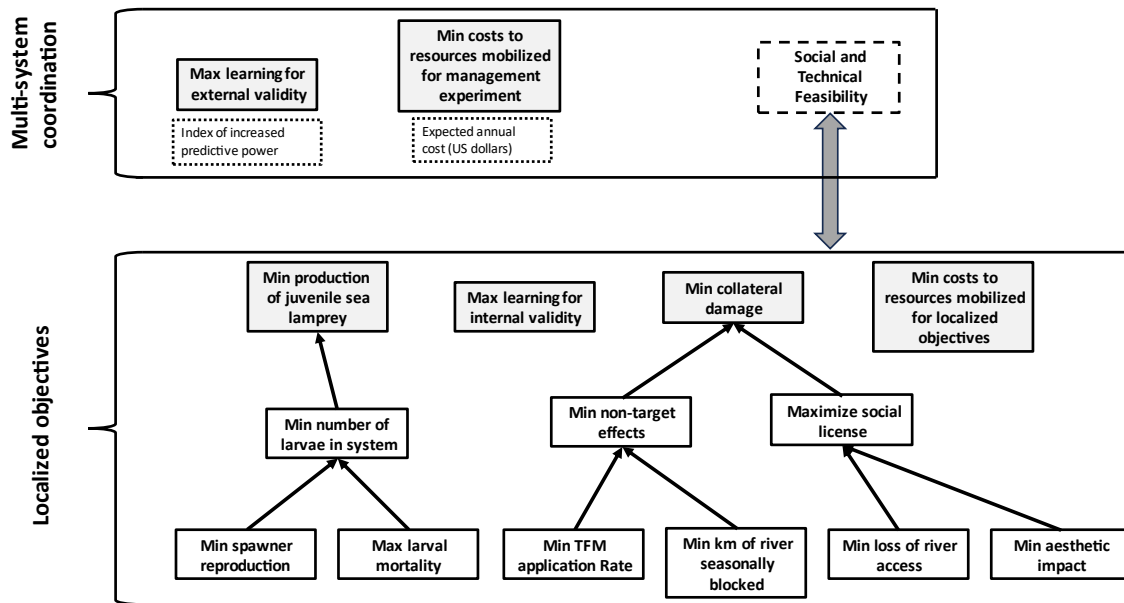 Multi-system
coordination
Max learning for
external validity
Index of increased
predictive power
Min costs to
resources mobilized
for management
experiment
Expected annual
cost (US dollars)
Social and
Technical
Feasibility
Localized objectives
Min production
of juvenile sea
lamprey
Max learning for
internal validity
Min collateral
damage
Min costs to
resources mobilized
for localized
objectives
Min number of
larvae in system
Min non-target
effects
Maximize social
license
Min spawner
reproduction
Max larval
mortality
Min TFM
application Rate
Min km of river
seasonally
blocked
Min loss of river
access
Min aesthetic
impact